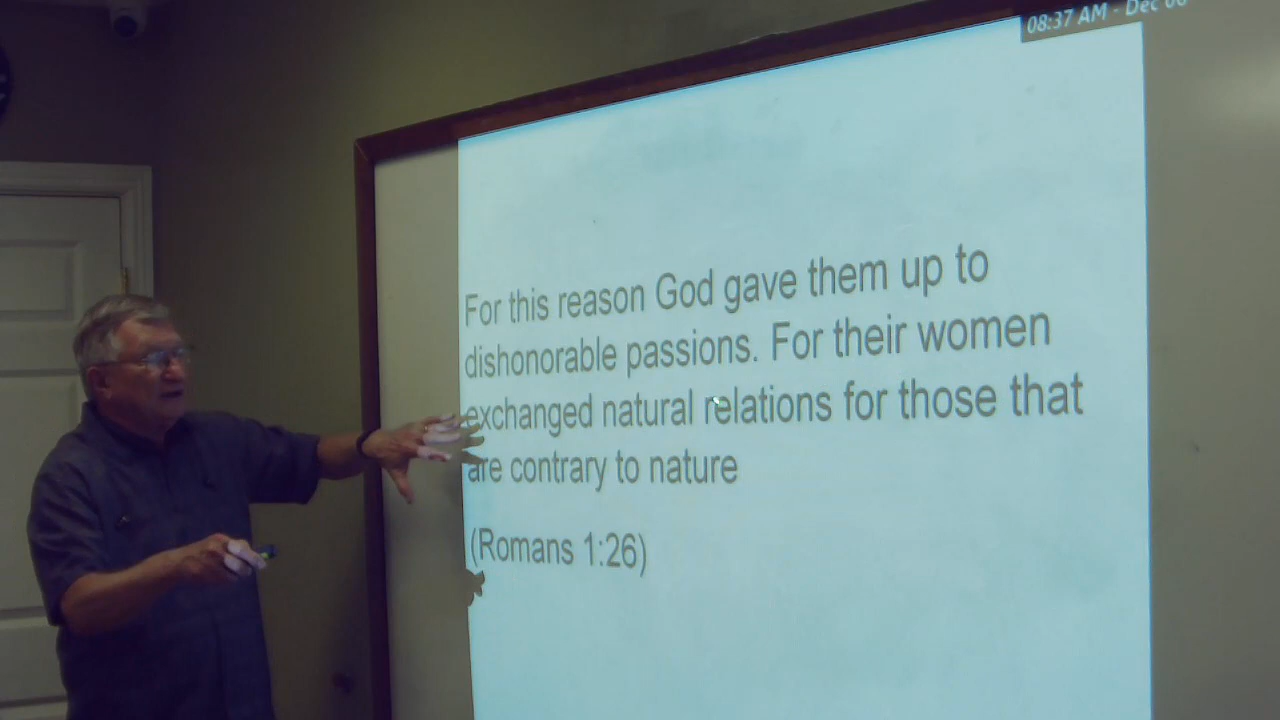 08:37 AM - Dec
For this reason God gave them up to
dishonorable passions. For their women
exchanged natural relations for those that
are contrary to nature
(Romans 1:26)